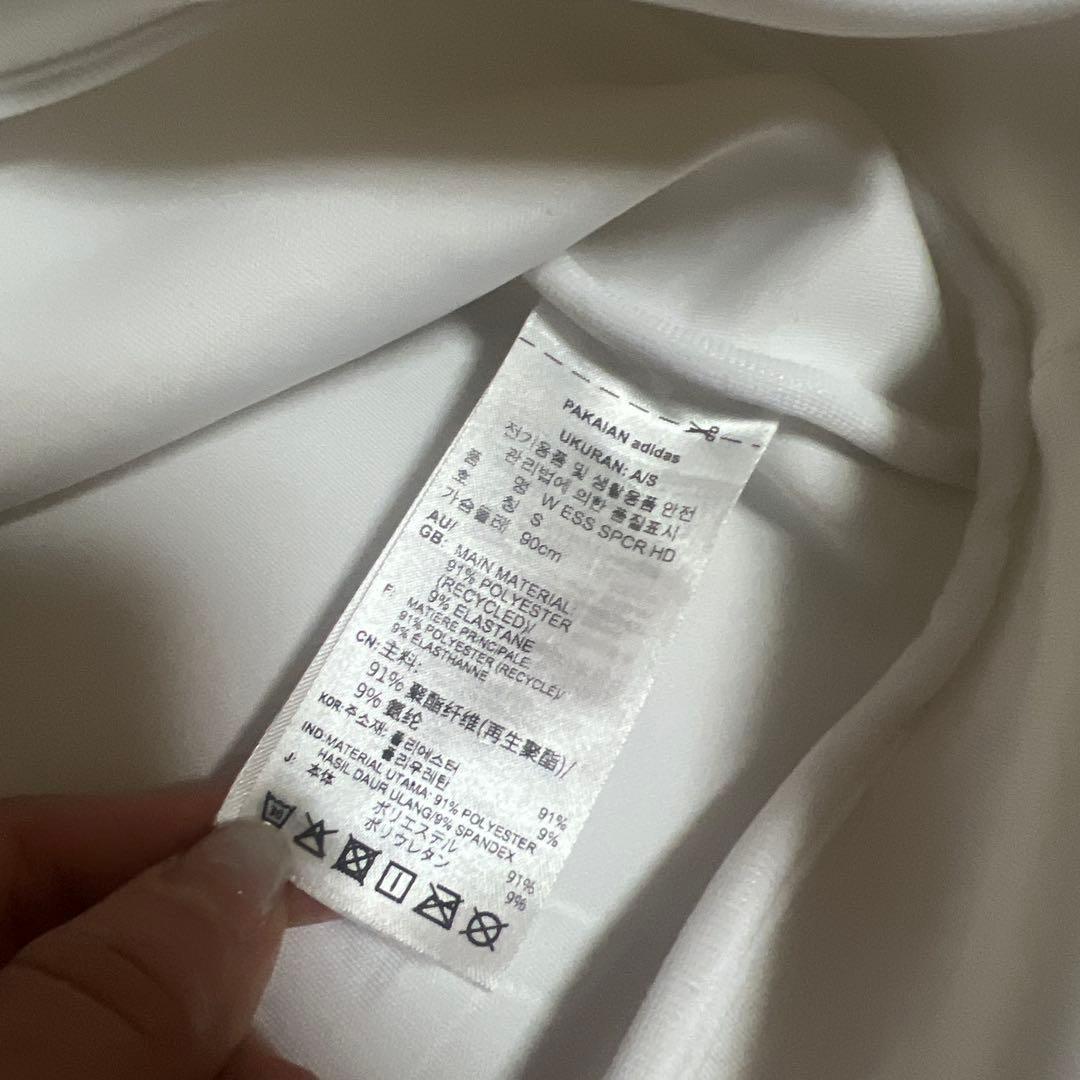 PAKAIAN adidas
UKURAN: A/S
전기용품 및 생활용품 안전
관리법에 의한 품질표시
품 명 W ESS SPCR HD
호 칭 S
가슴둘레 90cm
AU/
GB: MAIN MATERIAL:
91% POLYESTER
(RECYCLED)/
9% ELASTANE
F: MATIÈRE PRINCIPALE:
91% POLYESTER (RECYCLÉ)/
9% ÉLASTHANNE
CN: 主料:
91% 聚酯纤维(再生聚酯)/
9% 氨纶
KOR: 주소재: 폴리에스터 91%
폴리우레탄 9%
IND: MATERIAL UTAMA: 91% POLYESTER
HASIL DAUR ULANG/9% SPANDEX
J: 本体 ポリエステル 91%
ポリウレタン 9%